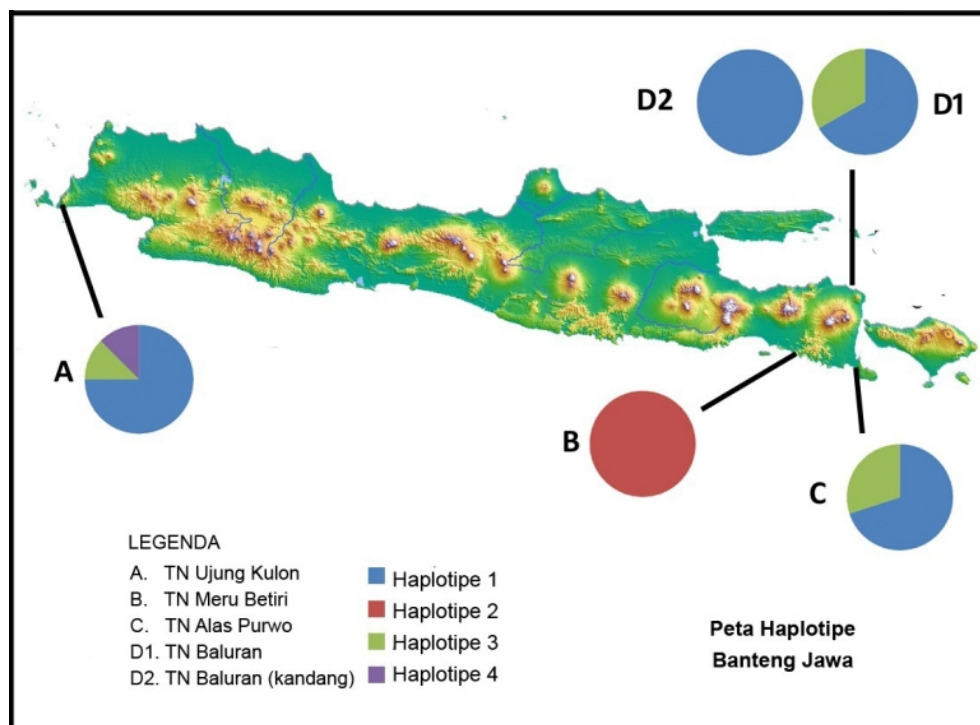 D2
D1
A
B
C
LEGENDA
A. TN Ujung Kulon
B. TN Meru Betiri
C. TN Alas Purwo
D1. TN Baluran
D2. TN Baluran (kandang)
Haplotipe 1
Haplotipe 2
Haplotipe 3
Haplotipe 4
Peta Haplotipe
Banteng Jawa